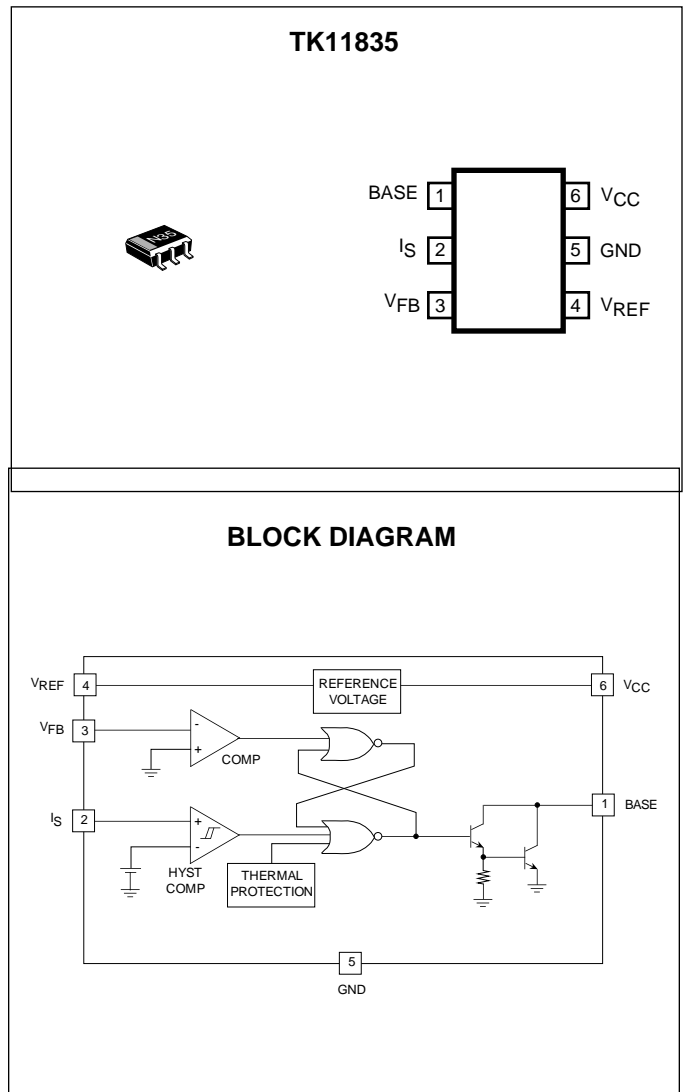 TK11835
N35
BASE 1
6 VCC
IS 2
5 GND
VFB 3
4 VREF
BLOCK DIAGRAM
VREF 4
REFERENCE
VOLTAGE
6 VCC
VFB 3
-
+
COMP
1 BASE
IS 2
+
-
HYST
COMP
THERMAL
PROTECTION
5
GND